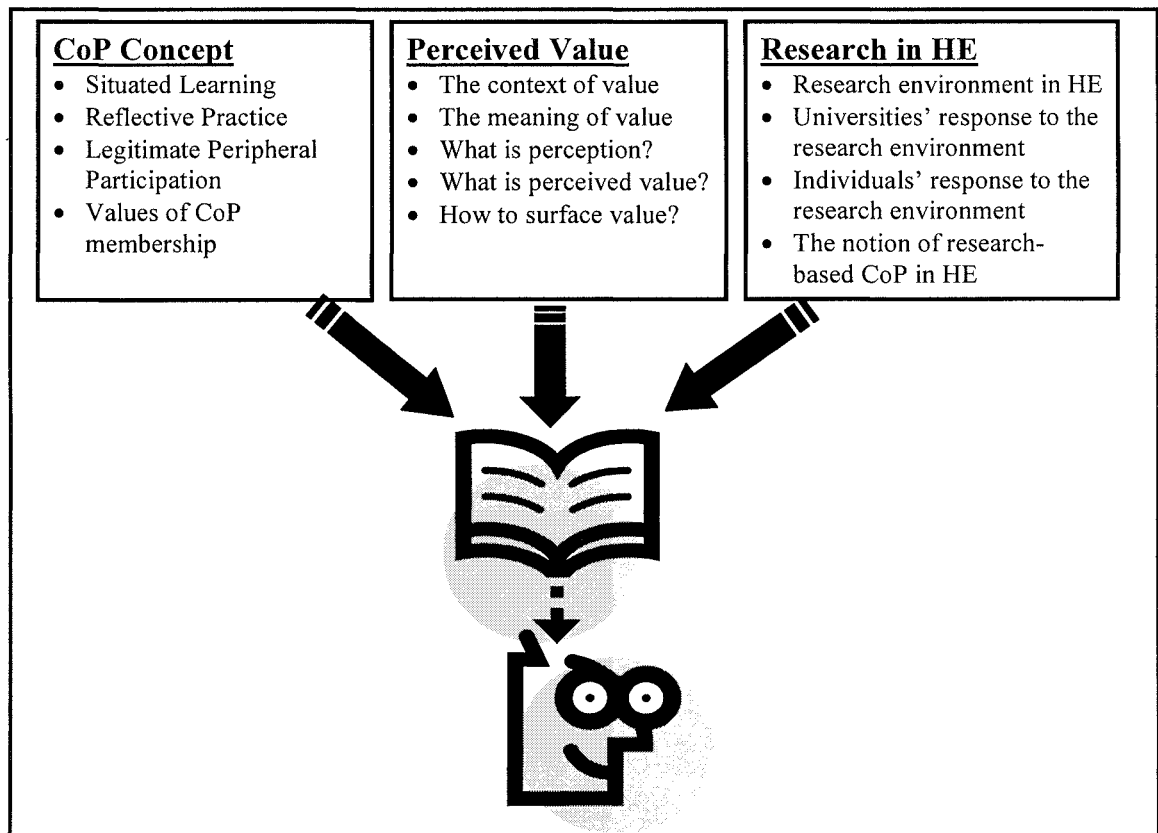 CoP Concept
• Situated Learning
• Reflective Practice
• Legitimate Peripheral
Participation
• Values of CoP
membership
Perceived Value
• The context of value
• The meaning of value
• What is perception?
• What is perceived value?
• How to surface value?
Research in HE
• Research environment in HE
• Universities' response to the
research environment
• Individuals' response to the
research environment
• The notion of research-
based CoP in HE